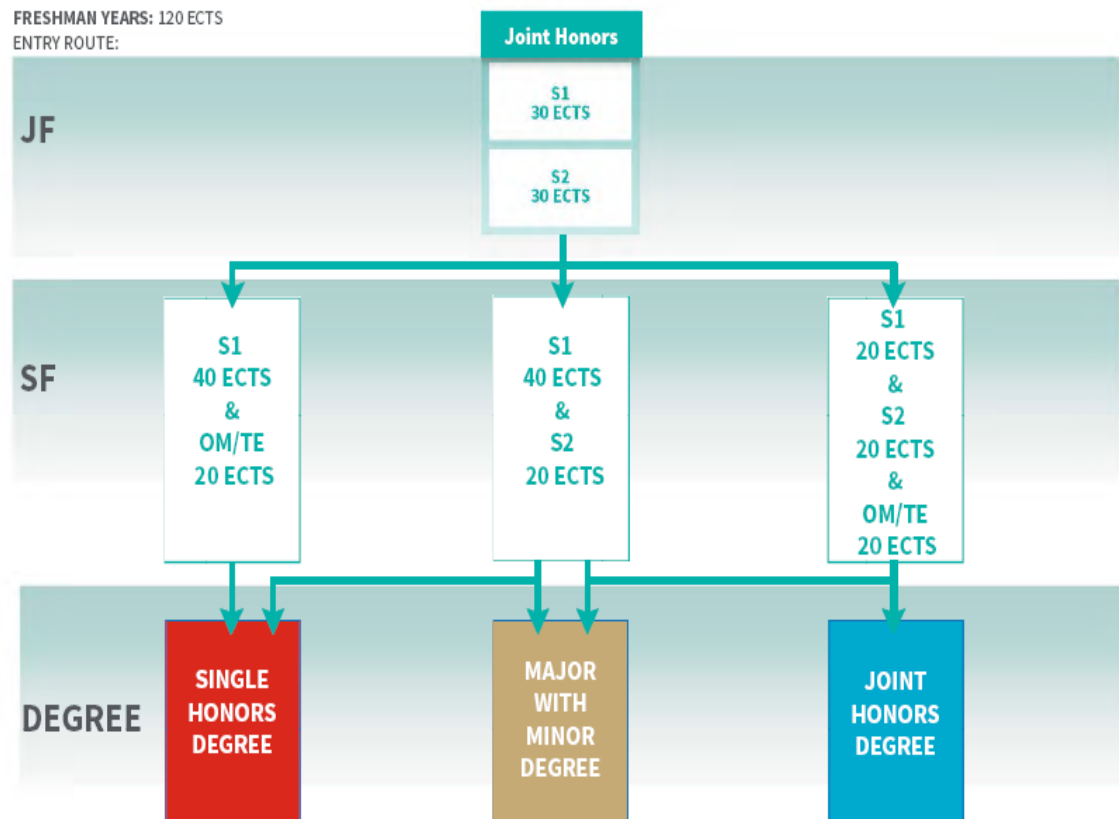 FRESHMAN YEARS: 120 ECTS
ENTRY ROUTE:
Joint Honors
JF
S1
30 ECTS
S2
30 ECTS
SF
S1
40 ECTS
&
OM/TE
20 ECTS
S1
40 ECTS
&
S2
20 ECTS
S1
20 ECTS
&
S2
20 ECTS
&
OM/TE
20 ECTS
DEGREE
SINGLE
HONORS
DEGREE
MAJOR
WITH
MINOR
DEGREE
JOINT
HONORS
DEGREE